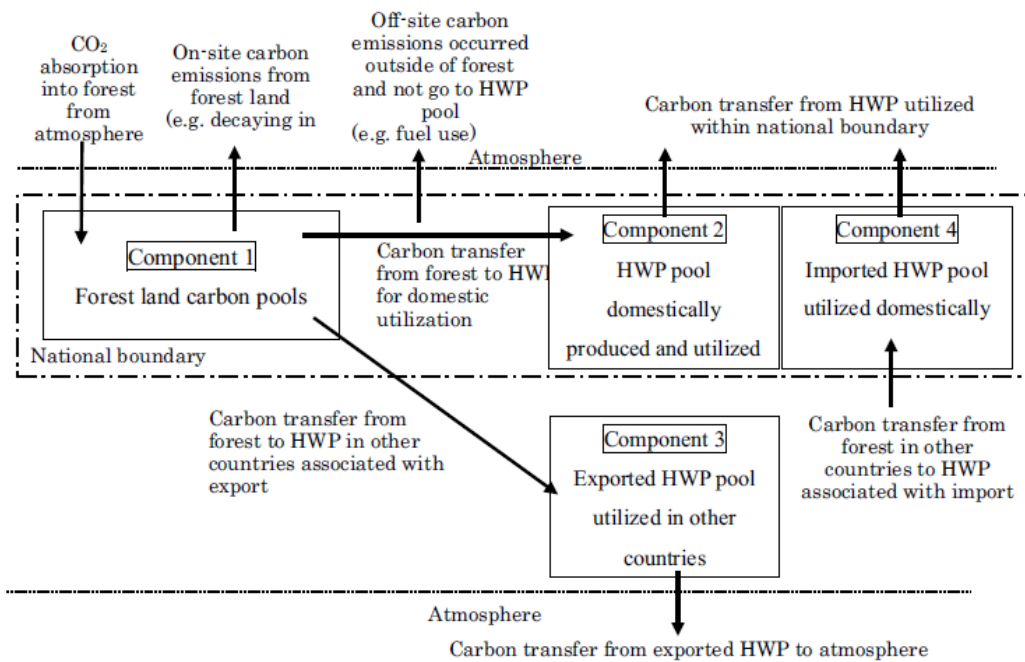 CO₂
absorption
into forest
from
atmosphere
On-site carbon
emissions from
forest land
(e.g. decaying in
Off-site carbon
emissions occurred
outside of forest
and not go to HWP
pool
(e.g. fuel use)
Carbon transfer from HWP utilized
within national boundary
Atmosphere
Component 1
Forest land carbon pools
National boundary
Carbon transfer
from forest to HWP
for domestic
utilization
Component 2
HWP pool
domestically
produced and utilized
Component 4
Imported HWP pool
utilized domestically
Carbon transfer from
forest to HWP in other
countries associated with
export
Component 3
Exported HWP pool
utilized in other
countries
Carbon transfer from
forest in other
countries to HWP
associated with import
Atmosphere
Carbon transfer from exported HWP to atmosphere